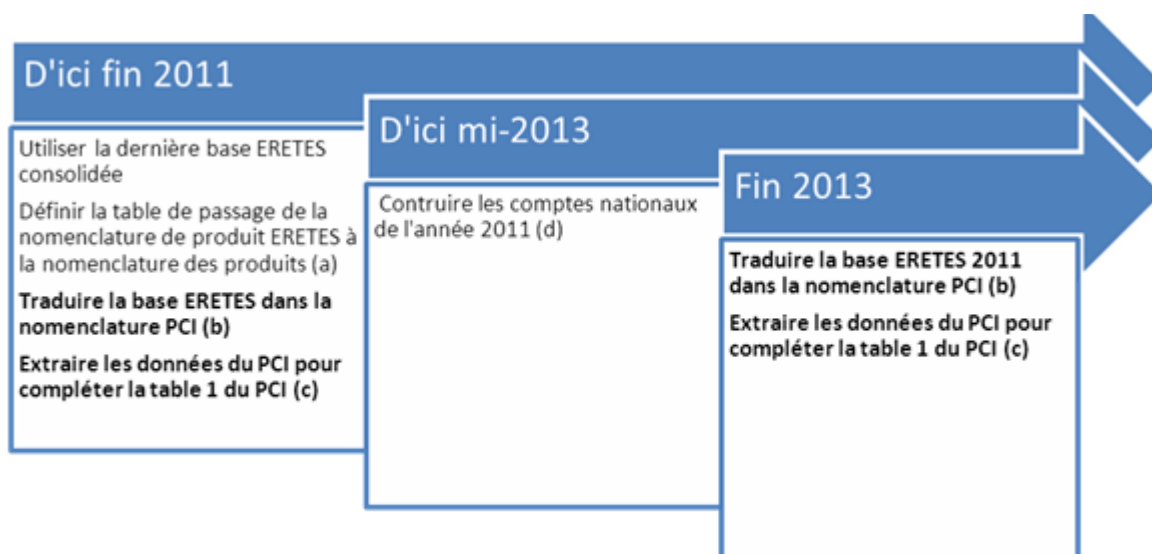 D'ici fin 2011
Utiliser la dernière base ERETES
consolidée
Définir la table de passage de la
nomenclature de produit ERETES à
la nomenclature des produits (a)
Traduire la base ERETES dans la
nomenclature PCI (b)
Extraire les données du PCI pour
compléter la table 1 du PCI (c)
D'ici mi-2013
Contruire les comptes nationaux
de l'année 2011 (d)
Fin 2013
Traduire la base ERETES 2011
dans la nomenclature PCI (b)
Extraire les données du PCI pour
compléter la table 1 du PCI (c)